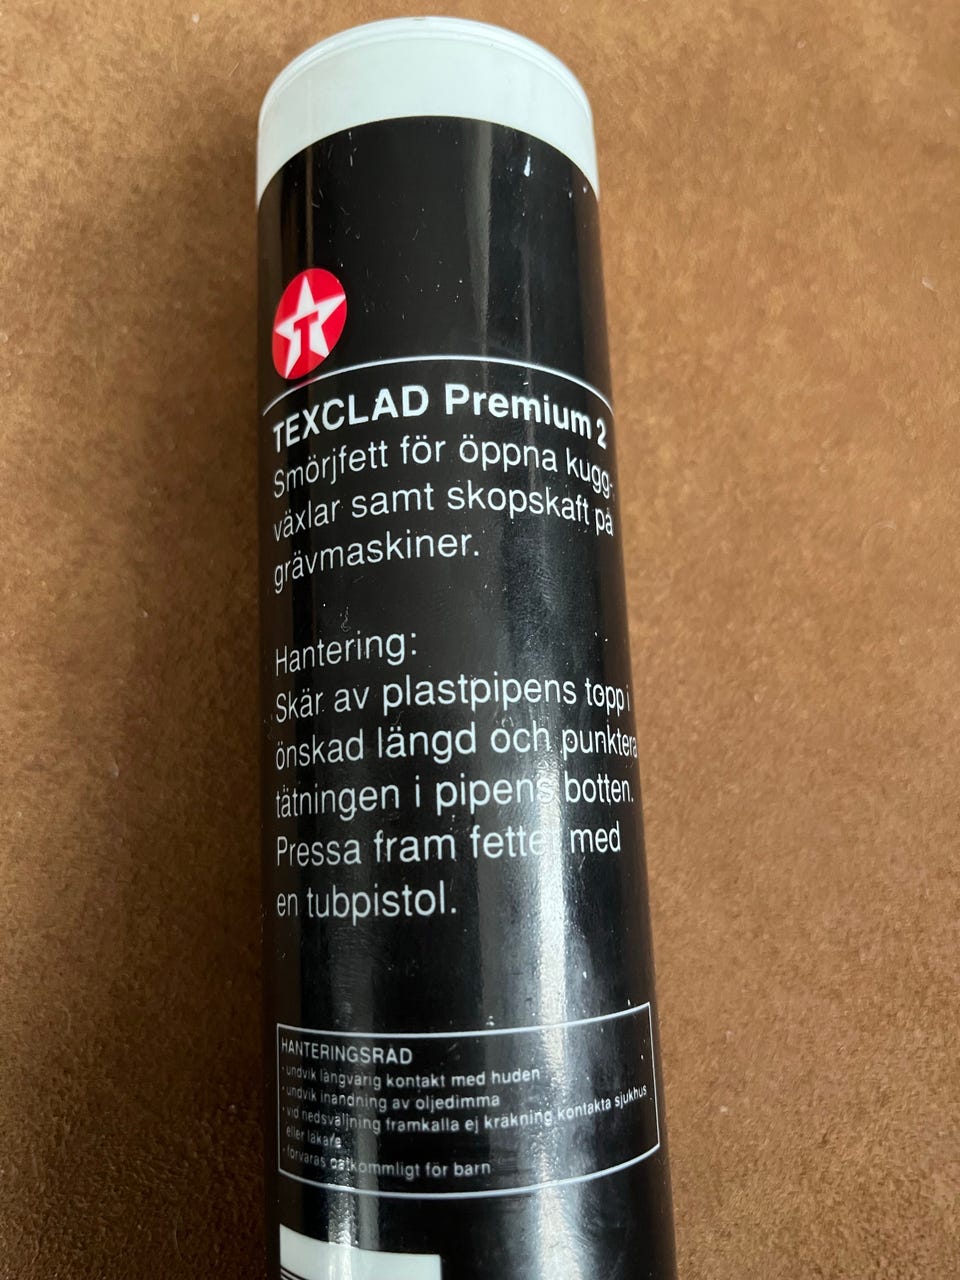 T
TEXCLAD Premium 2
Smörjfett för öppna kugg-
växlar samt skopskaft på
grävmaskiner.
Hantering:
Skär av plastpipens topp i
önskad längd och punktera
tätningen i pipens botten.
Pressa fram fettet med
en tubpistol.
HANTERINGSRÅD
- undvik långvarig kontakt med huden
- undvik inandning av oljedimma
- vid nedsväljning framkalla ej kräkning kontakta sjukhus
eller läkare
- förvaras oatkommligt för barn